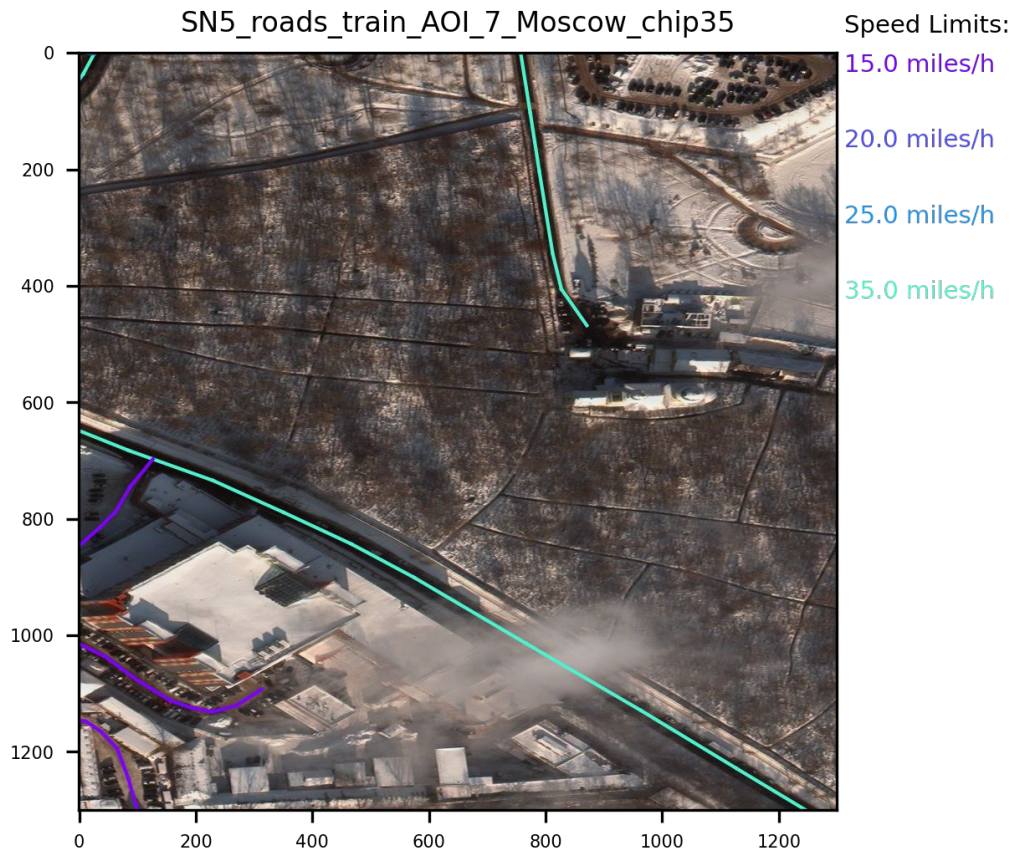 SN5_roads_train_AOI_7_Moscow_chip35
Speed Limits:
15.0 miles/h
20.0 miles/h
25.0 miles/h
35.0 miles/h
0
200
400
600
800
1000
1200
0 200 400 600 800 1000 1200